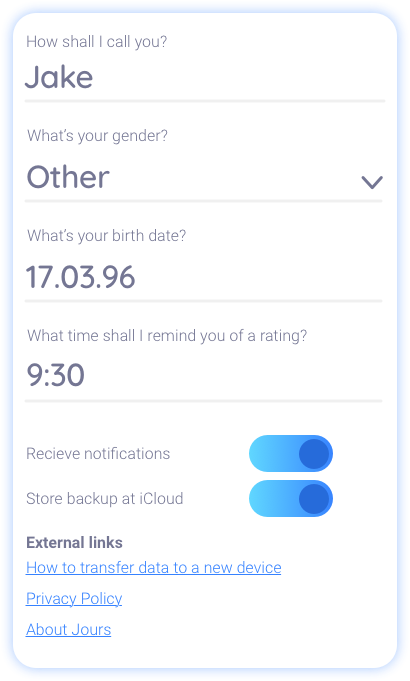 How shall I call you?
Jake
What's your gender?
Other
What's your birth date?
17.03.96
What time shall I remind you of a rating?
9:30
Recieve notifications
Store backup at iCloud
External links
How to transfer data to a new device
Privacy Policy
About Jours